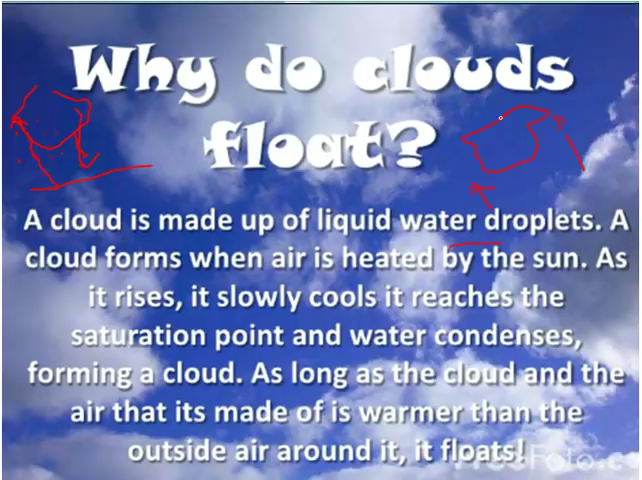 Why do clouds
float?
A cloud is made up of liquid water droplets. A
cloud forms when air is heated by the sun. As
it rises, it slowly cools it reaches the
saturation point and water condenses,
forming a cloud. As long as the cloud and the
air that its made of is warmer than the
outside air around it, it floats!